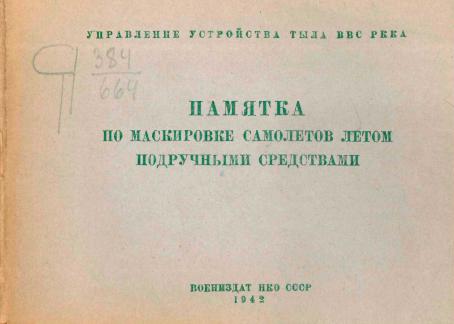 УПРАВЛЕНИЕ УСТРОЙСТВА ТЫЛА ВВС РККА
384
664
ПАМЯТКА
ПО МАСКИРОВКЕ САМОЛЕТОВ ЛЕТОМ
ПОДРУЧНЫМИ СРЕДСТВАМИ
ВОЕНИЗДАТ НКО СССР
1942